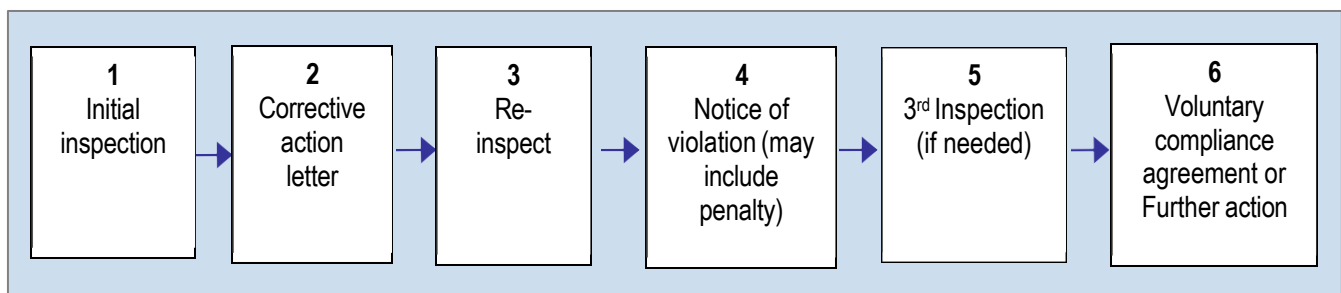 1
Initial
inspection
2
Corrective
action
letter
3
Re-
inspect
4
Notice of
violation (may
include
penalty)
5
3rd Inspection
(if needed)
6
Voluntary
compliance
agreement or
Further action